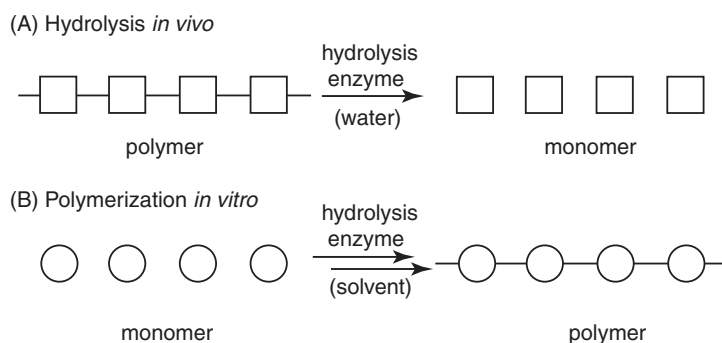 (A) Hydrolysis in vivo
hydrolysis
enzyme
(water)
polymer
monomer
(B) Polymerization in vitro
hydrolysis
enzyme
(solvent)
monomer
polymer